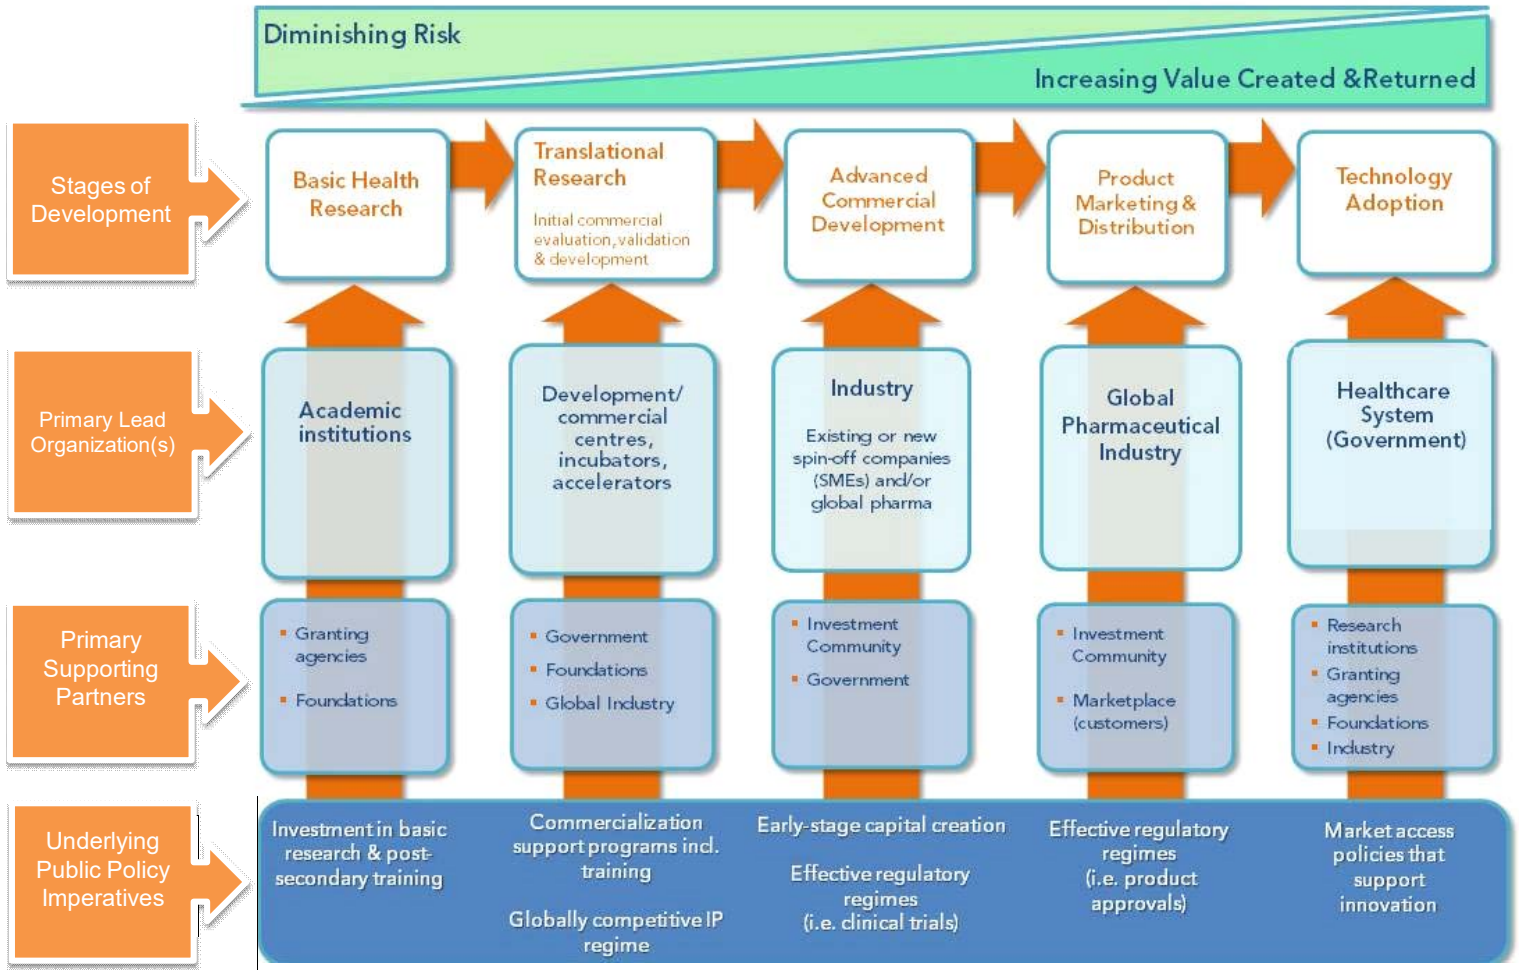 Diminishing Risk
Increasing Value Created &Returned
Stages of
Development
Basic Health
Research
Translational
Research
Initial commercial
evaluation, validation
& development
Advanced
Commercial
Development
Product
Marketing &
Distribution
Technology
Adoption
Primary Lead
Organization(s)
Academic
institutions
Development/
commercial
centres,
incubators,
accelerators
Industry
Existing or new
spin-off companies
(SMEs) and/or
global pharma
Global
Pharmaceutical
Industry
Healthcare
System
(Government)
Primary
Supporting
Partners
▪ Granting
agencies
▪ Foundations
▪ Government
▪ Foundations
▪ Global Industry
▪ Investment
Community
▪ Government
▪ Investment
Community
▪ Marketplace
(customers)
▪ Research
institutions
▪ Granting
agencies
▪ Foundations
▪ Industry
Underlying
Public Policy
Imperatives
Investment in basic
research & post-
secondary training
Commercialization
support programs incl.
training
Globally competitive IP
regime
Early-stage capital creation
Effective regulatory
regimes
(i.e. clinical trials)
Effective regulatory
regimes
(i.e. product
approvals)
Market access
policies that
support
innovation